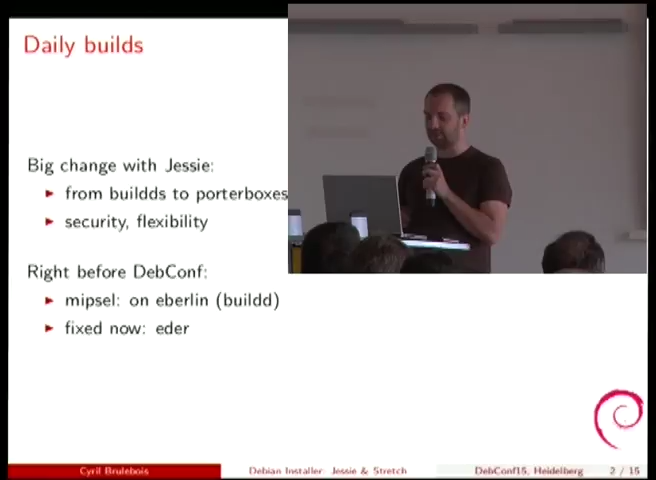 Daily builds
Big change with Jessie:
from buildds to porterboxes
security, flexibility
Right before DebConf:
mipsel: on eberlin (buildd)
fixed now: eder
Cyril Brulebois
Debian Installer: Jessie & Stretch
DebConf15, Heidelberg
2 / 15